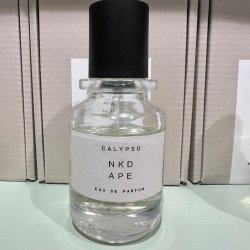 CALYPSO
NKD
APE
EAU DE PARFUM